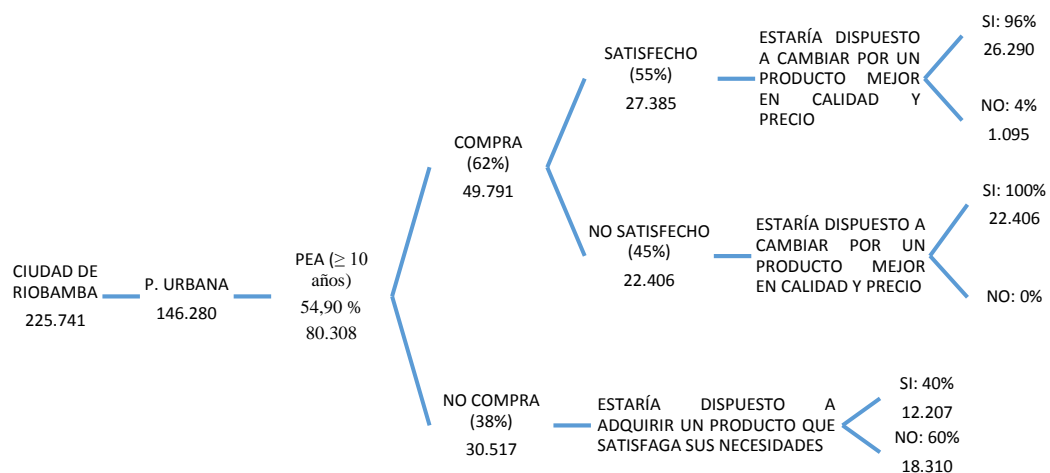 CIUDAD DE
RIOBAMBA
225.741
P. URBANA
146.280
PEA (≥ 10
años)
54,90 %
80.308
COMPRA
(62%)
49.791
SATISFECHO
(55%)
27.385
ESTARÍA DISPUESTO
A CAMBIAR POR UN
PRODUCTO MEJOR
EN CALIDAD Y
PRECIO
SI: 96%
26.290
NO: 4%
1.095
NO SATISFECHO
(45%)
22.406
ESTARÍA DISPUESTO A
CAMBIAR POR UN
PRODUCTO MEJOR
EN CALIDAD Y PRECIO
SI: 100%
22.406
NO: 0%
NO COMPRA
(38%)
30.517
ESTARÍA DISPUESTO A
ADQUIRIR UN PRODUCTO QUE
SATISFAGA SUS NECESIDADES
SI: 40%
12.207
NO: 60%
18.310